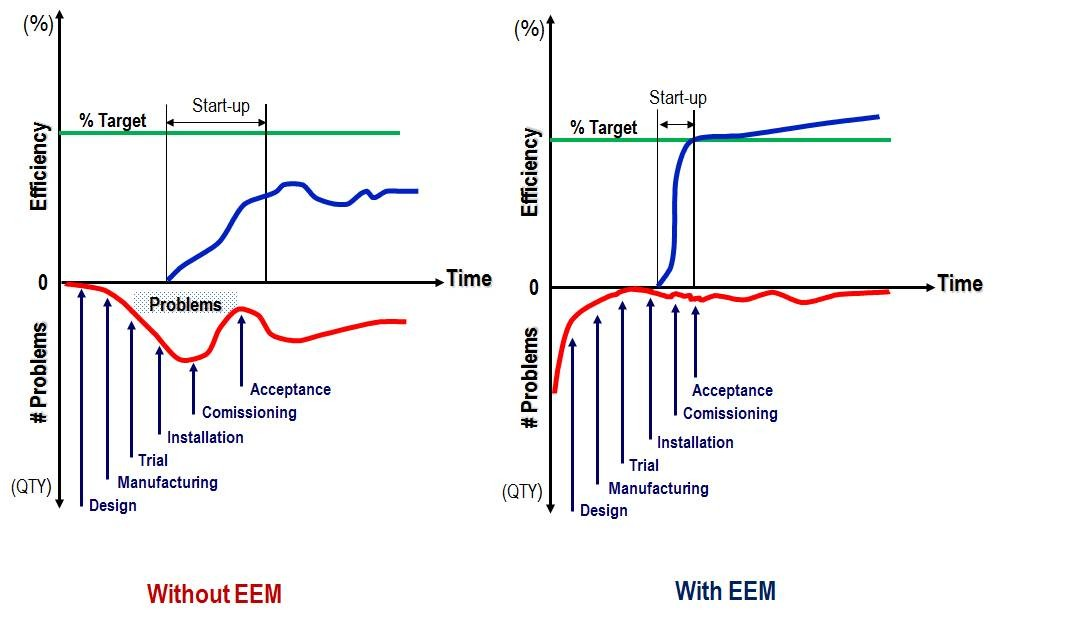 (%)
Start-up
% Target
Efficiency
0
Time
Problems
# Problems
Acceptance
Comissioning
Installation
Trial
Manufacturing
(QTY)
Design
Without EEM
(%)
Start-up
% Target
Efficiency
0
Time
# Problems
Acceptance
Comissioning
Installation
Trial
Manufacturing
(QTY)
Design
With EEM